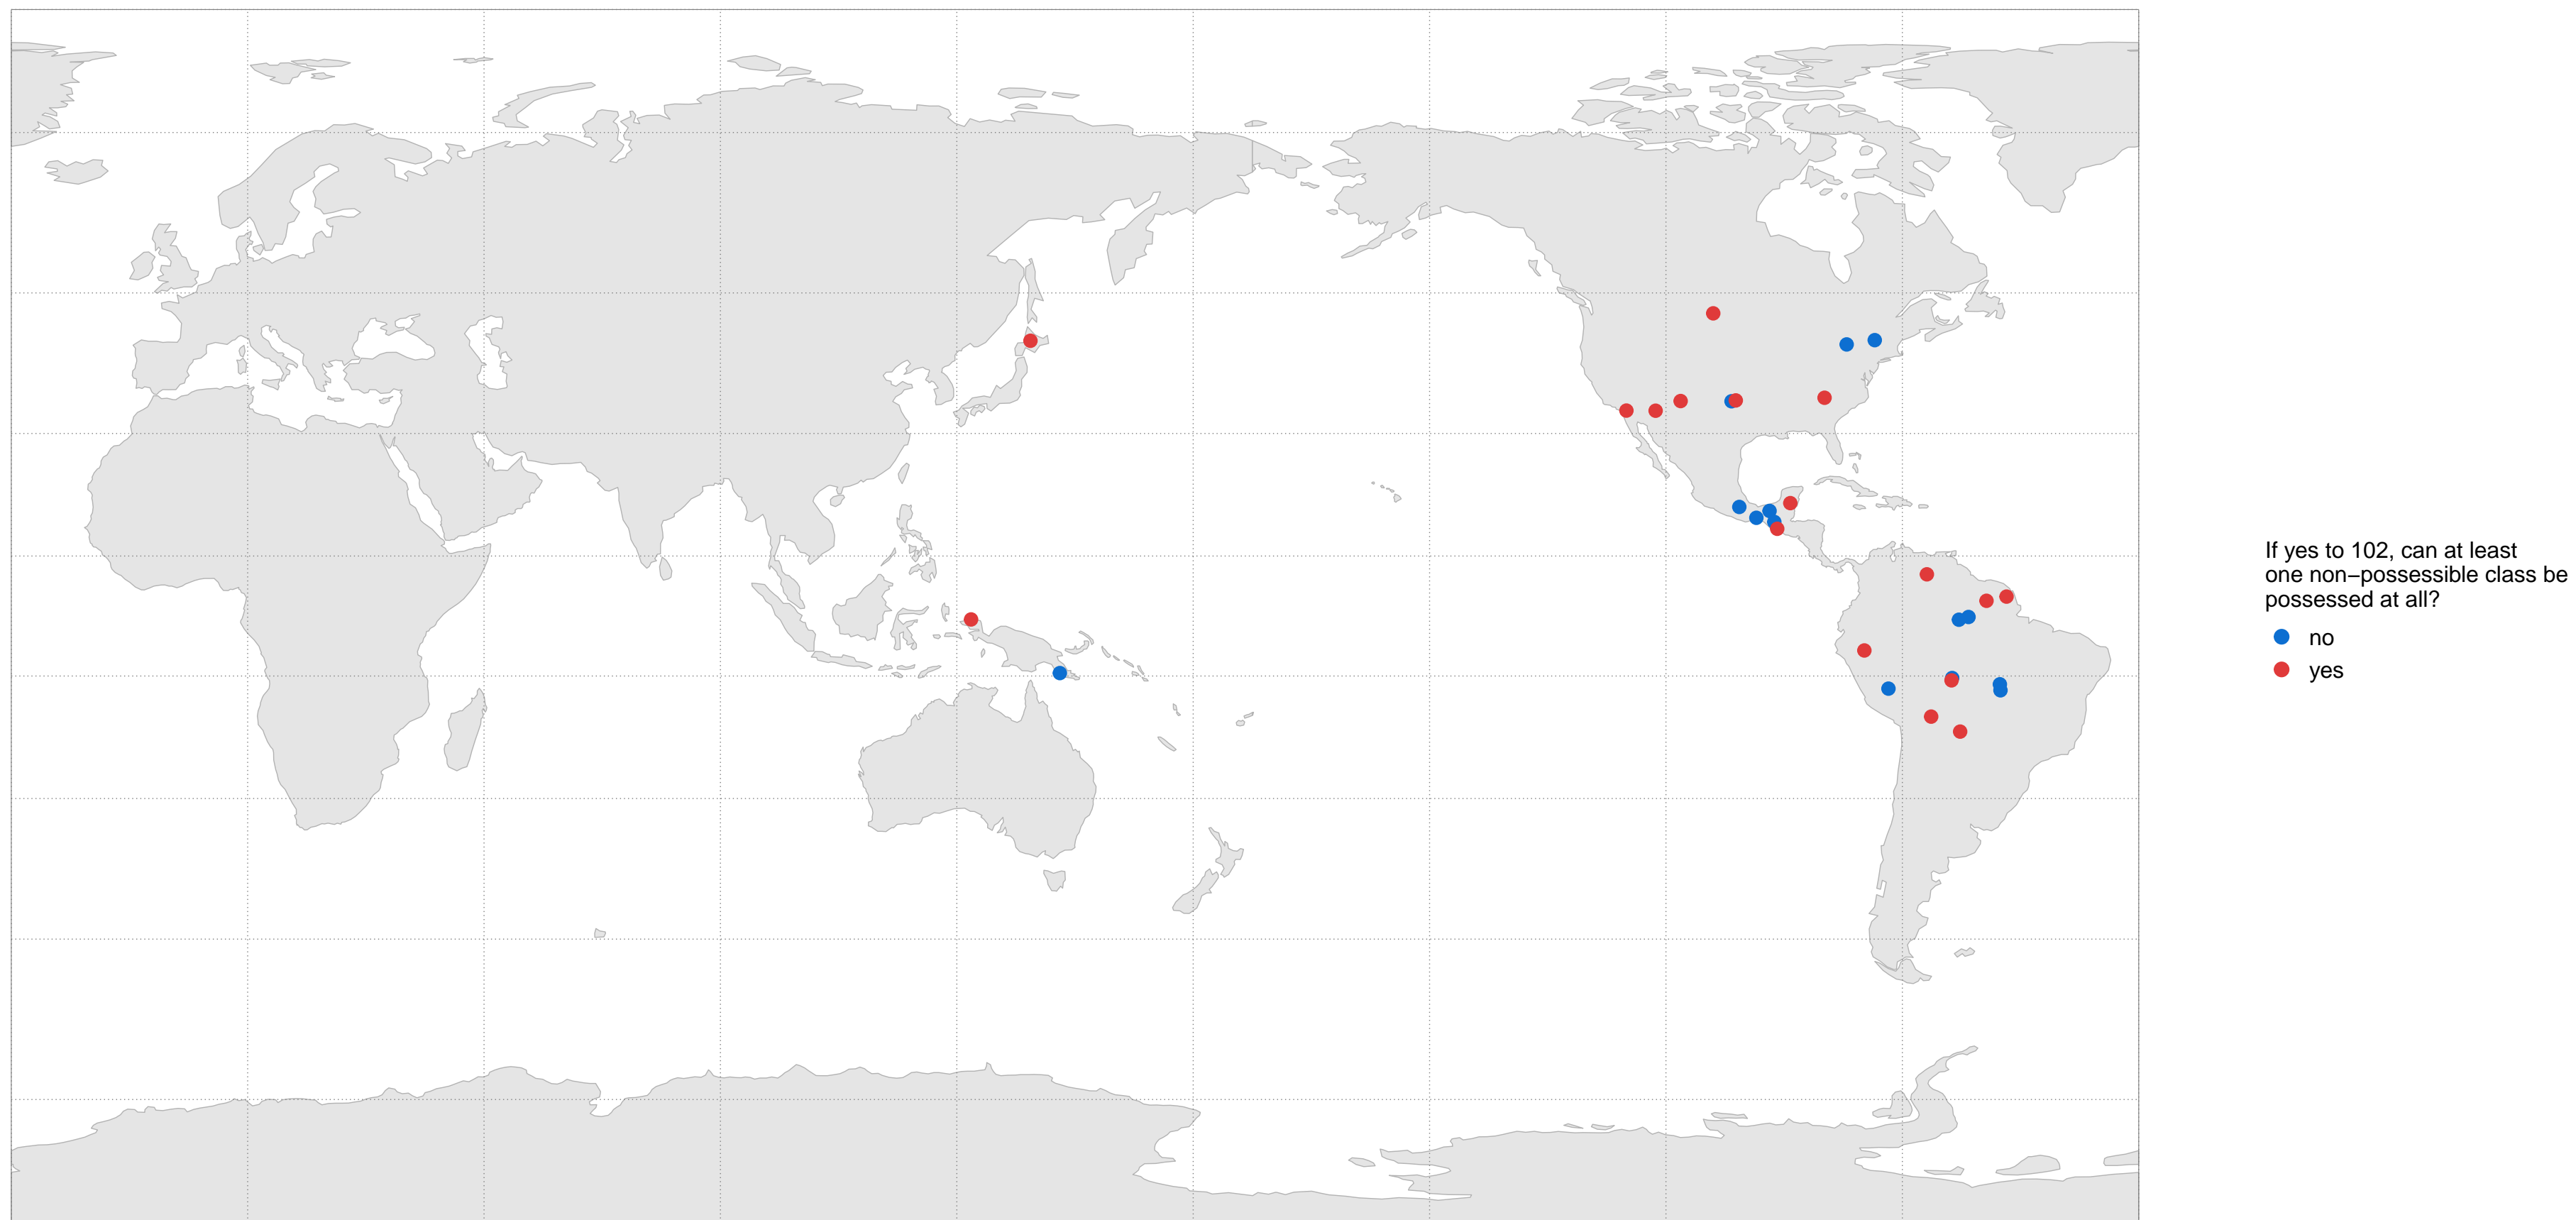 If yes to 102, can at least
one non−possessible class be
possessed at all?
no
yes